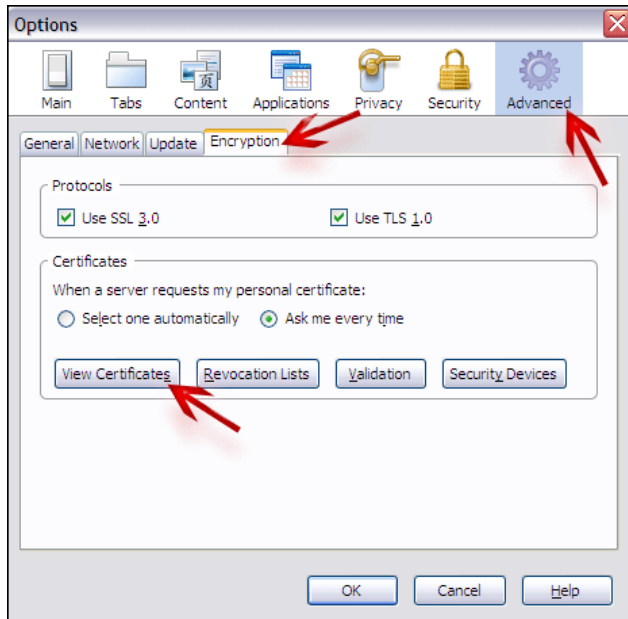 Options
Main Tabs Content Applications Privacy Security Advanced
页
General Network Update Encryption
Protocols
Use SSL 3.0 Use TLS 1.0
Certificates
When a server requests my personal certificate:
Select one automatically Ask me every time
View Certificates Revocation Lists Validation Security Devices
OK Cancel Help